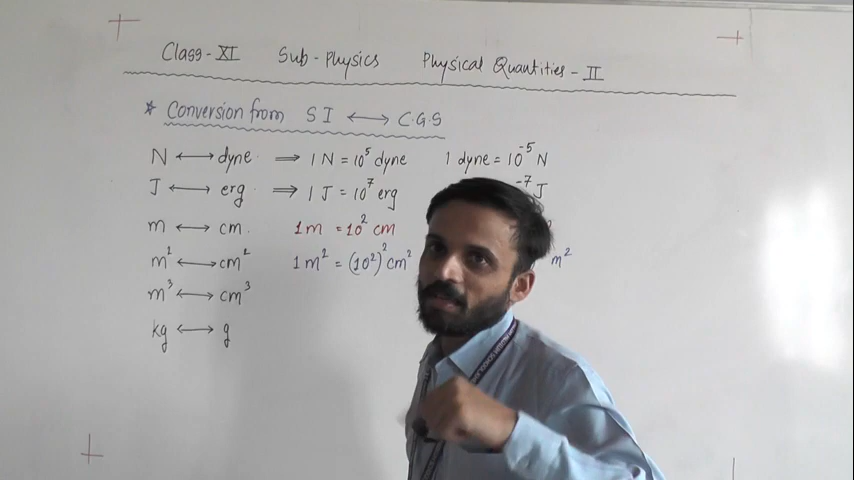 Class-XI Sub-Physics Physical Quantities-II
* Conversion from SI ⟷ C.G.S
N ⟷ dyne. ⟹ 1 N = 10⁵ dyne 1 dyne = 10⁻⁵ N
J ⟷ erg. ⟹ 1 J = 10⁷ erg ⁻⁷ J
m ⟷ cm. 1 m = 10² cm
m² ⟷ cm² 1 m² = (10²)² cm² m²
m³ ⟷ cm³
kg ⟷ g